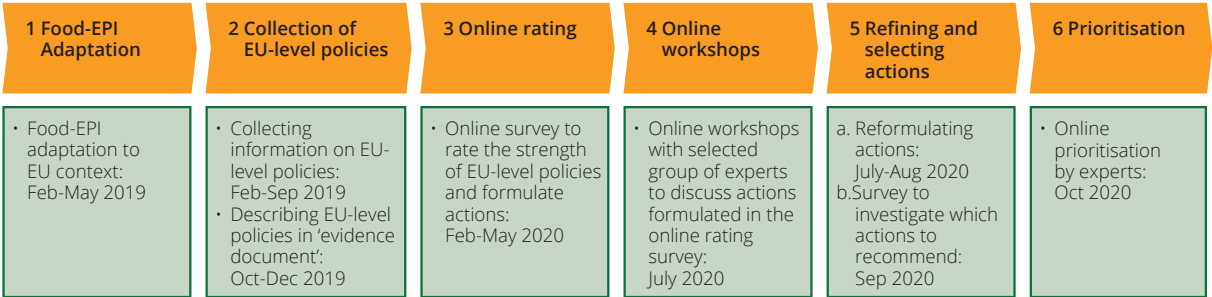 1 Food-EPI
Adaptation
2 Collection of
EU-level policies
3 Online rating
4 Online
workshops
5 Refining and
selecting
actions
6 Prioritisation
• Food-EPI
adaptation to
EU context:
Feb-May 2019
• Collecting
information on EU-
level policies:
Feb-Sep 2019
• Describing EU-level
policies in ‘evidence
document’:
Oct-Dec 2019
• Online survey to
rate the strength
of EU-level policies
and formulate
actions:
Feb-May 2020
• Online workshops
with selected
group of experts
to discuss actions
formulated in the
online rating
survey:
July 2020
a. Reformulating
actions:
July-Aug 2020
b.Survey to
investigate which
actions to
recommend:
Sep 2020
• Online
prioritisation
by experts:
Oct 2020